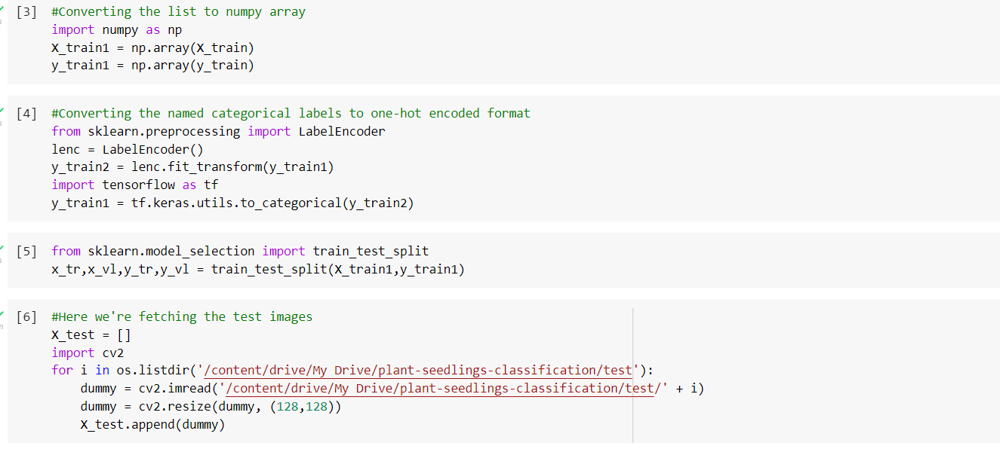 [3] #Converting the list to numpy array
import numpy as np
X_train1 = np.array(X_train)
y_train1 = np.array(y_train)
[4] #Converting the named categorical labels to one-hot encoded format
from sklearn.preprocessing import LabelEncoder
lenc = LabelEncoder()
y_train2 = lenc.fit_transform(y_train1)
import tensorflow as tf
y_train1 = tf.keras.utils.to_categorical(y_train2)
[5] from sklearn.model_selection import train_test_split
x_tr,x_vl,y_tr,y_vl = train_test_split(X_train1,y_train1)
[6] #Here we're fetching the test images
X_test = []
import cv2
for i in os.listdir('/content/drive/My Drive/plant-seedlings-classification/test'):
    dummy = cv2.imread('/content/drive/My Drive/plant-seedlings-classification/test/' + i)
    dummy = cv2.resize(dummy, (128,128))
    X_test.append(dummy)